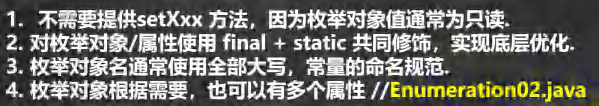 1. 不需要提供setXxx 方法，因为枚举对象值通常为只读.
2. 对枚举对象/属性使用 final + static 共同修饰，实现底层优化.
3. 枚举对象名通常使用全部大写，常量的命名规范.
4. 枚举对象根据需要，也可以有多个属性 //Enumeration02.java